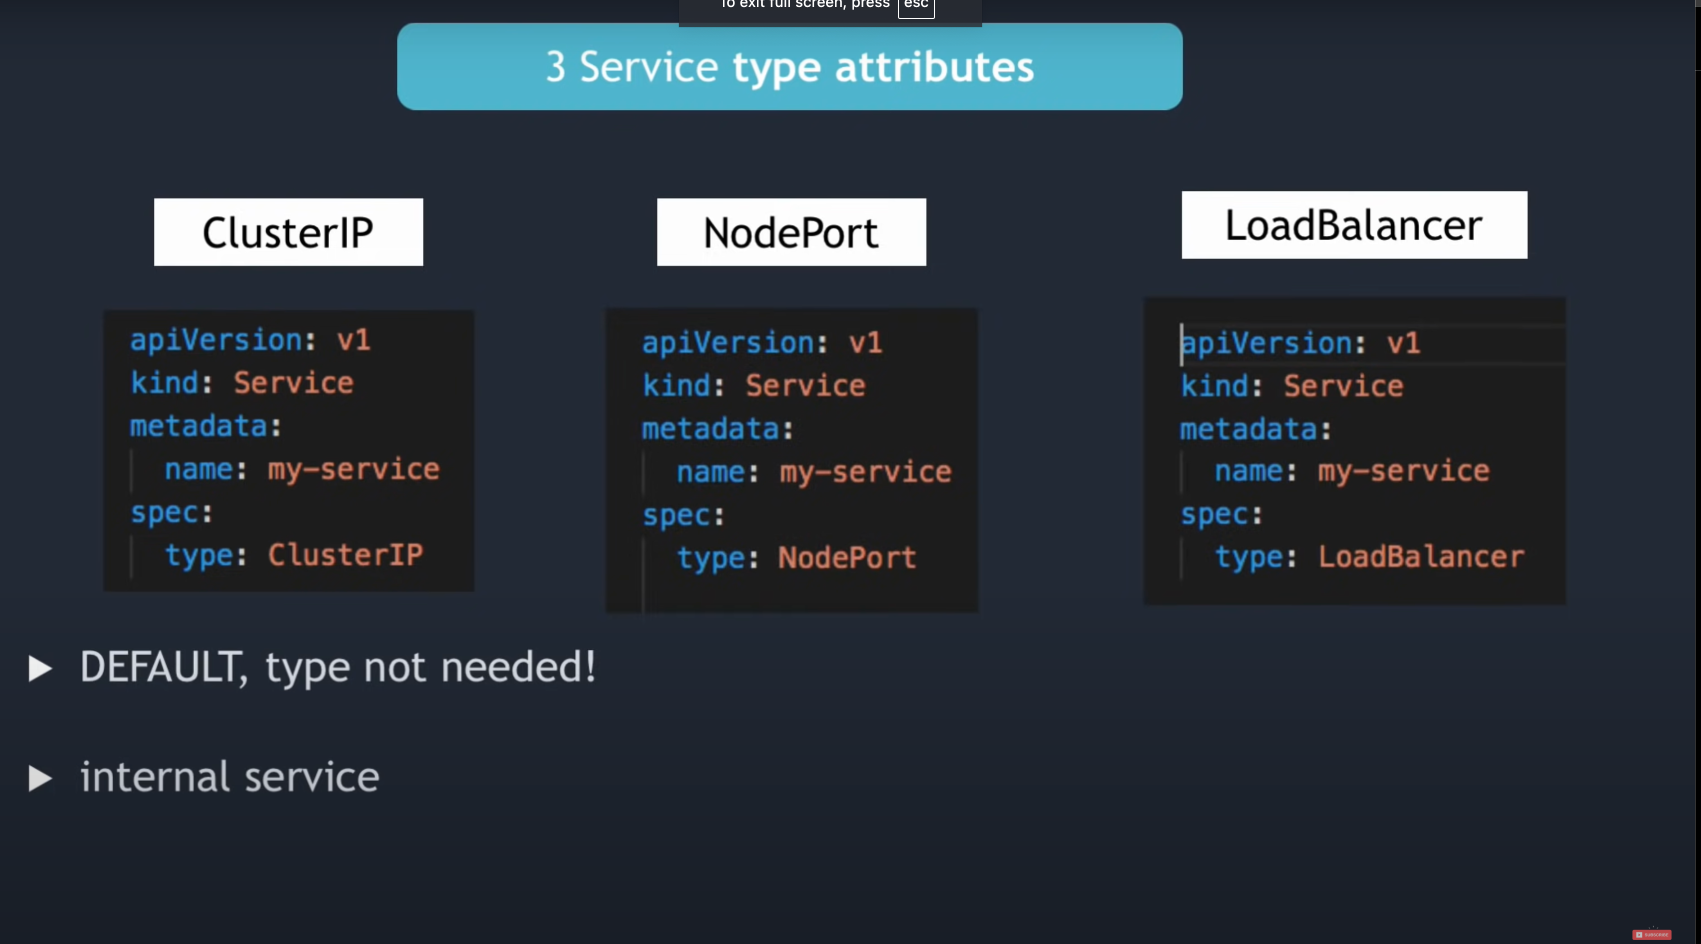 To exit full screen, press esc
3 Service type attributes
ClusterIP
NodePort
LoadBalancer
apiVersion: v1
kind: Service
metadata:
name: my-service
spec:
type: ClusterIP
apiVersion: v1
kind: Service
metadata:
name: my-service
spec:
type: NodePort
apiVersion: v1
kind: Service
metadata:
name: my-service
spec:
type: LoadBalancer
DEFAULT, type not needed!
internal service
SUBSCRIBE